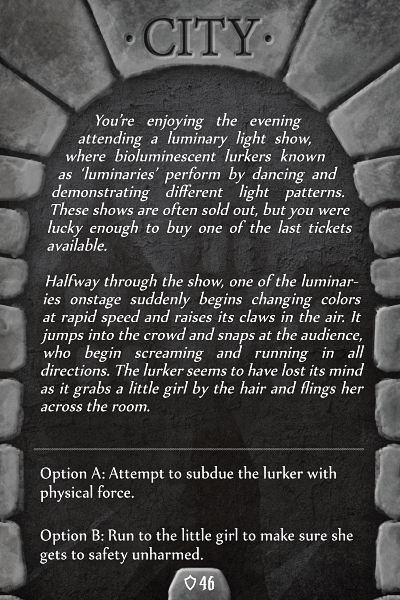 · CITY ·
You're enjoying the evening
attending a luminary light show,
where bioluminescent lurkers known
as 'luminaries' perform by dancing and
demonstrating different light patterns.
These shows are often sold out, but you were
lucky enough to buy one of the last tickets
available.
Halfway through the show, one of the luminar-
ies onstage suddenly begins changing colors
at rapid speed and raises its claws in the air. It
jumps into the crowd and snaps at the audience,
who begin screaming and running in all
directions. The lurker seems to have lost its mind
as it grabs a little girl by the hair and flings her
across the room.
Option A: Attempt to subdue the lurker with
physical force.
Option B: Run to the little girl to make sure she
gets to safety unharmed.
46